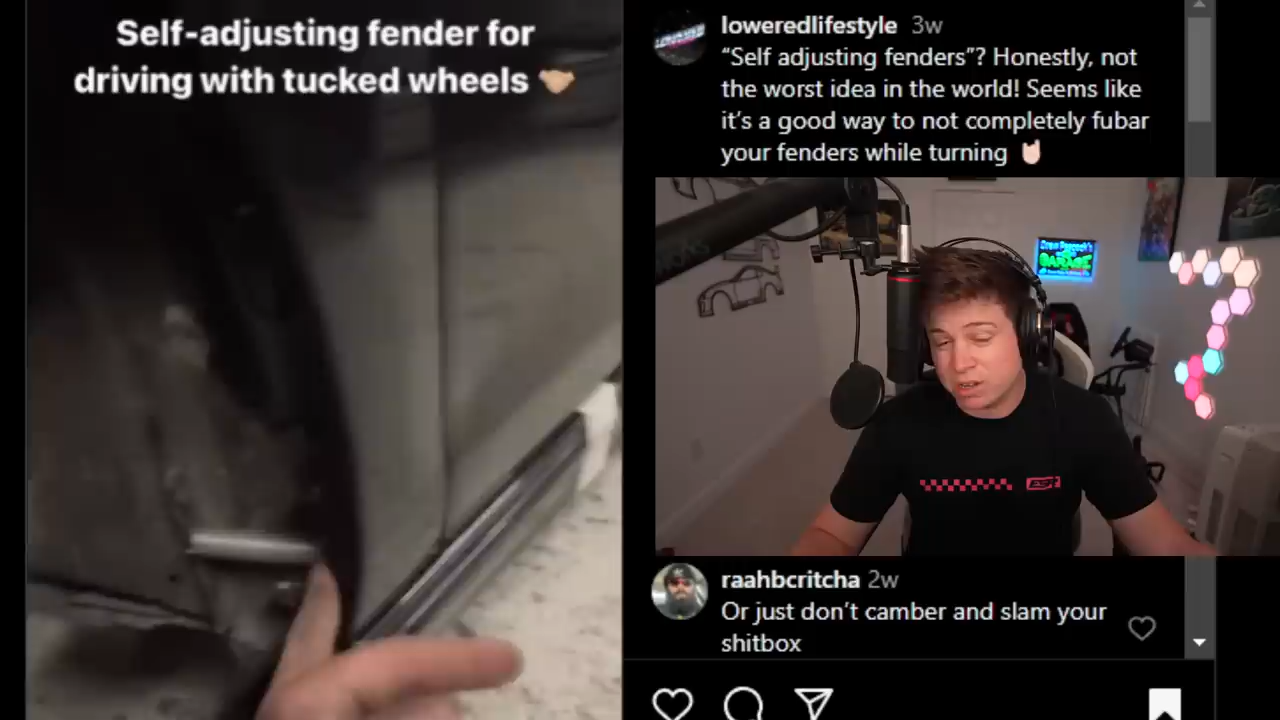 Self-adjusting fender for
driving with tucked wheels 🤝🏼
loweredlifestyle 3w
“Self adjusting fenders”? Honestly, not
the worst idea in the world! Seems like
it’s a good way to not completely fubar
your fenders while turning 🤘🏻
GARAGE
EST
raahbcritcha 2w
Or just don’t camber and slam your
shitbox